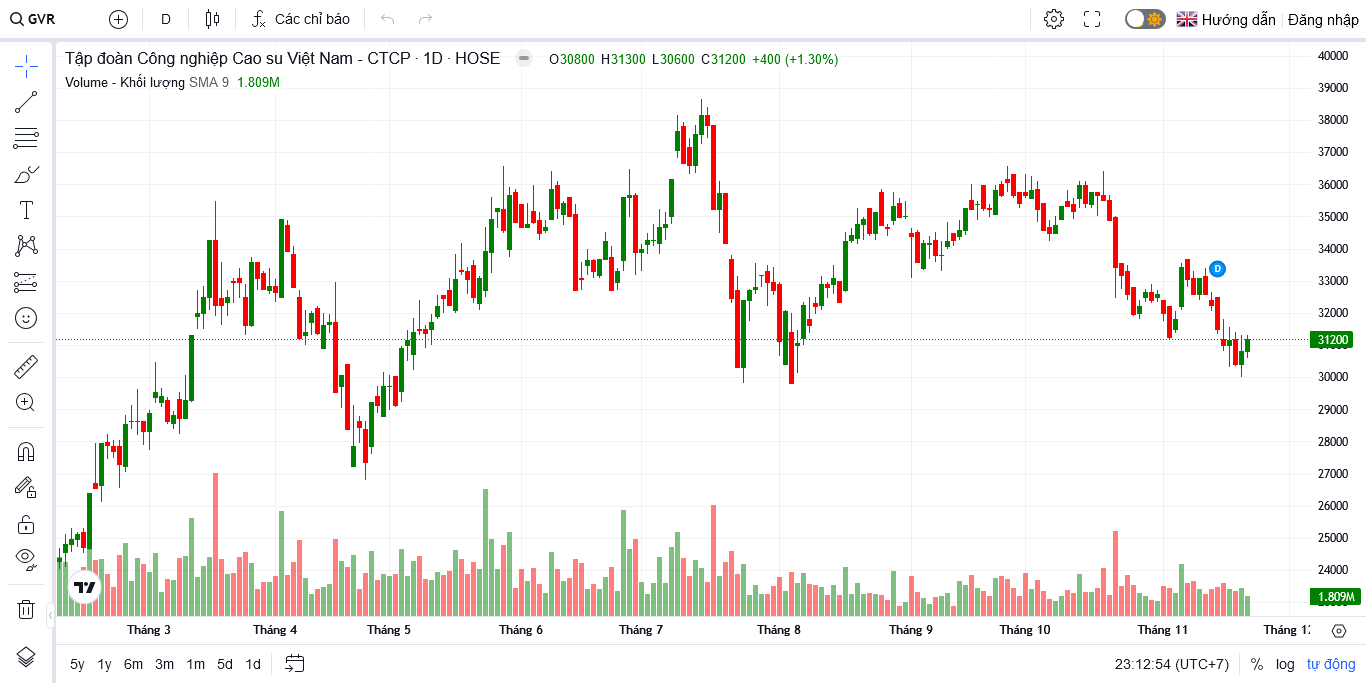 GVR D Các chỉ báo Hướng dẫn Đăng nhập
Tập đoàn Công nghiệp Cao su Việt Nam - CTCP · 1D · HOSE O30800 H31300 L30600 C31200 +400 (+1.30%)
Volume - Khối lượng SMA 9 1.809M
40000
39000
38000
37000
36000
35000
34000
33000
D
32000
31200
30000
29000
28000
27000
26000
25000
24000
1.809M
Tháng 3 Tháng 4 Tháng 5 Tháng 6 Tháng 7 Tháng 8 Tháng 9 Tháng 10 Tháng 11 Tháng 12
5y 1y 6m 3m 1m 5d 1d 23:12:54 (UTC+7) % log tự động